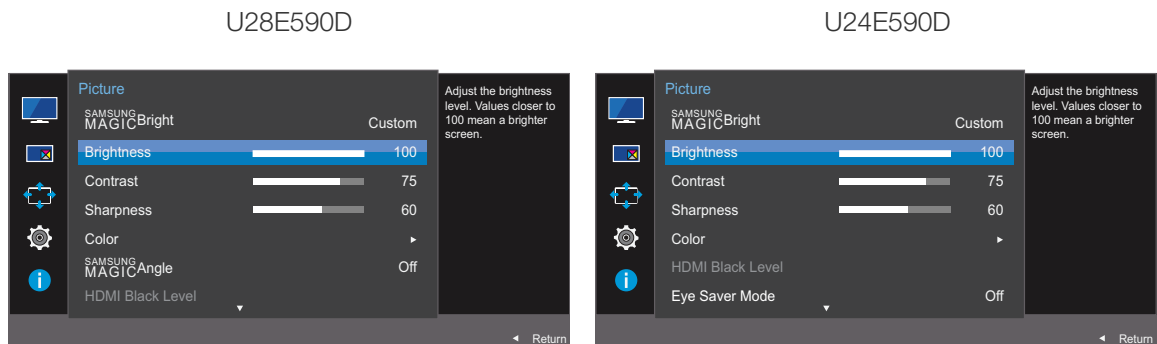 U28E590D
Picture
SAMSUNG
MAGICBright Custom
Brightness 100
Contrast 75
Sharpness 60
Color ▸
SAMSUNG
MAGICAngle Off
HDMI Black Level
▾
Adjust the brightness
level. Values closer to
100 mean a brighter
screen.
◂ Return
U24E590D
Picture
SAMSUNG
MAGICBright Custom
Brightness 100
Contrast 75
Sharpness 60
Color ▸
HDMI Black Level
Eye Saver Mode Off
▾
Adjust the brightness
level. Values closer to
100 mean a brighter
screen.
◂ Return